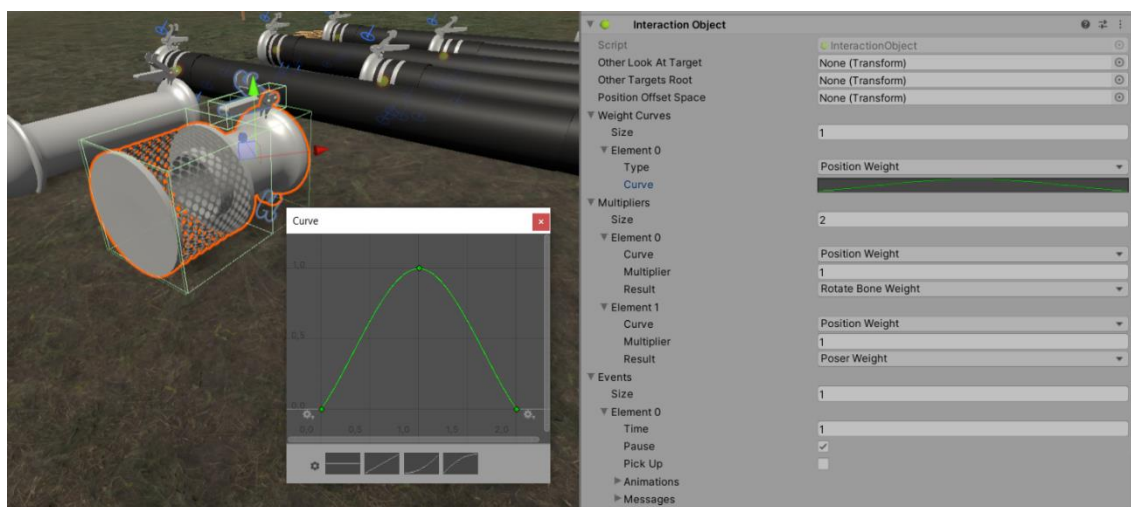 Interaction Object
Script
InteractionObject
Other Look At Target
None (Transform)
Other Targets Root
None (Transform)
Position Offset Space
None (Transform)
Weight Curves
Size
1
Element 0
Type
Position Weight
Curve
Multipliers
Size
2
Element 0
Curve
Position Weight
Multiplier
1
Result
Rotate Bone Weight
Element 1
Curve
Position Weight
Multiplier
1
Result
Poser Weight
Events
Size
1
Element 0
Time
1
Pause
Pick Up
Animations
Messages
Curve
1,0
0,5
0,0
0,0 0,5 1,0 1,5 2,0